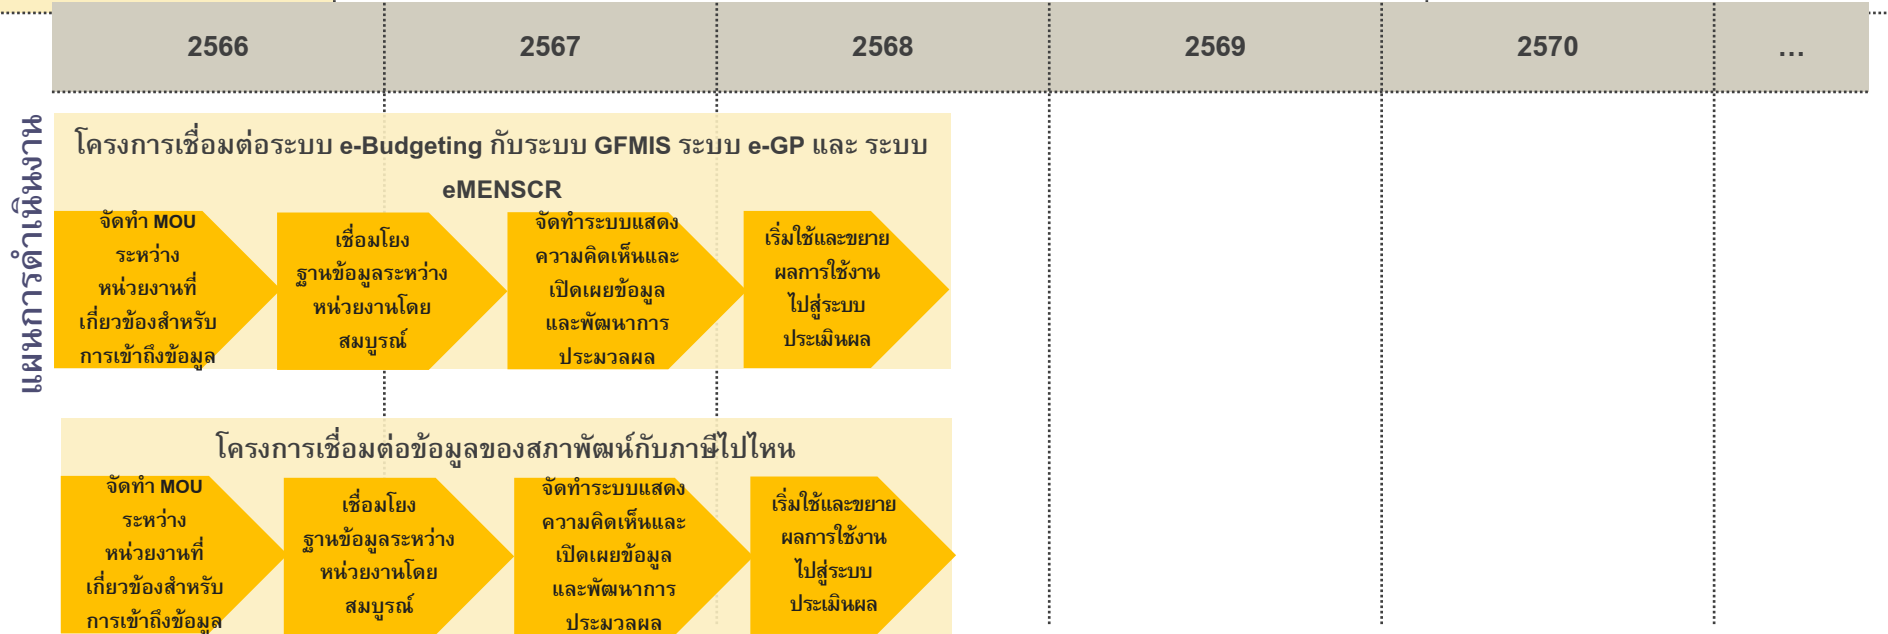 2566 2567 2568 2569 2570 ...
แผนการดำเนินงาน
โครงการเชื่อมต่อระบบ e-Budgeting กับระบบ GFMIS ระบบ e-GP และ ระบบ
eMENSCR
จัดทำ MOU
ระหว่าง
หน่วยงานที่
เกี่ยวข้องสำหรับ
การเข้าถึงข้อมูล
เชื่อมโยง
ฐานข้อมูลระหว่าง
หน่วยงานโดย
สมบูรณ์
จัดทำระบบแสดง
ความคิดเห็นและ
เปิดเผยข้อมูล
และพัฒนาการ
ประมวลผล
เริ่มใช้และขยาย
ผลการใช้งาน
ไปสู่ระบบ
ประเมินผล
โครงการเชื่อมต่อข้อมูลของสภาพัฒน์กับภาษีไปไหน
จัดทำ MOU
ระหว่าง
หน่วยงานที่
เกี่ยวข้องสำหรับ
การเข้าถึงข้อมูล
เชื่อมโยง
ฐานข้อมูลระหว่าง
หน่วยงานโดย
สมบูรณ์
จัดทำระบบแสดง
ความคิดเห็นและ
เปิดเผยข้อมูล
และพัฒนาการ
ประมวลผล
เริ่มใช้และขยาย
ผลการใช้งาน
ไปสู่ระบบ
ประเมินผล